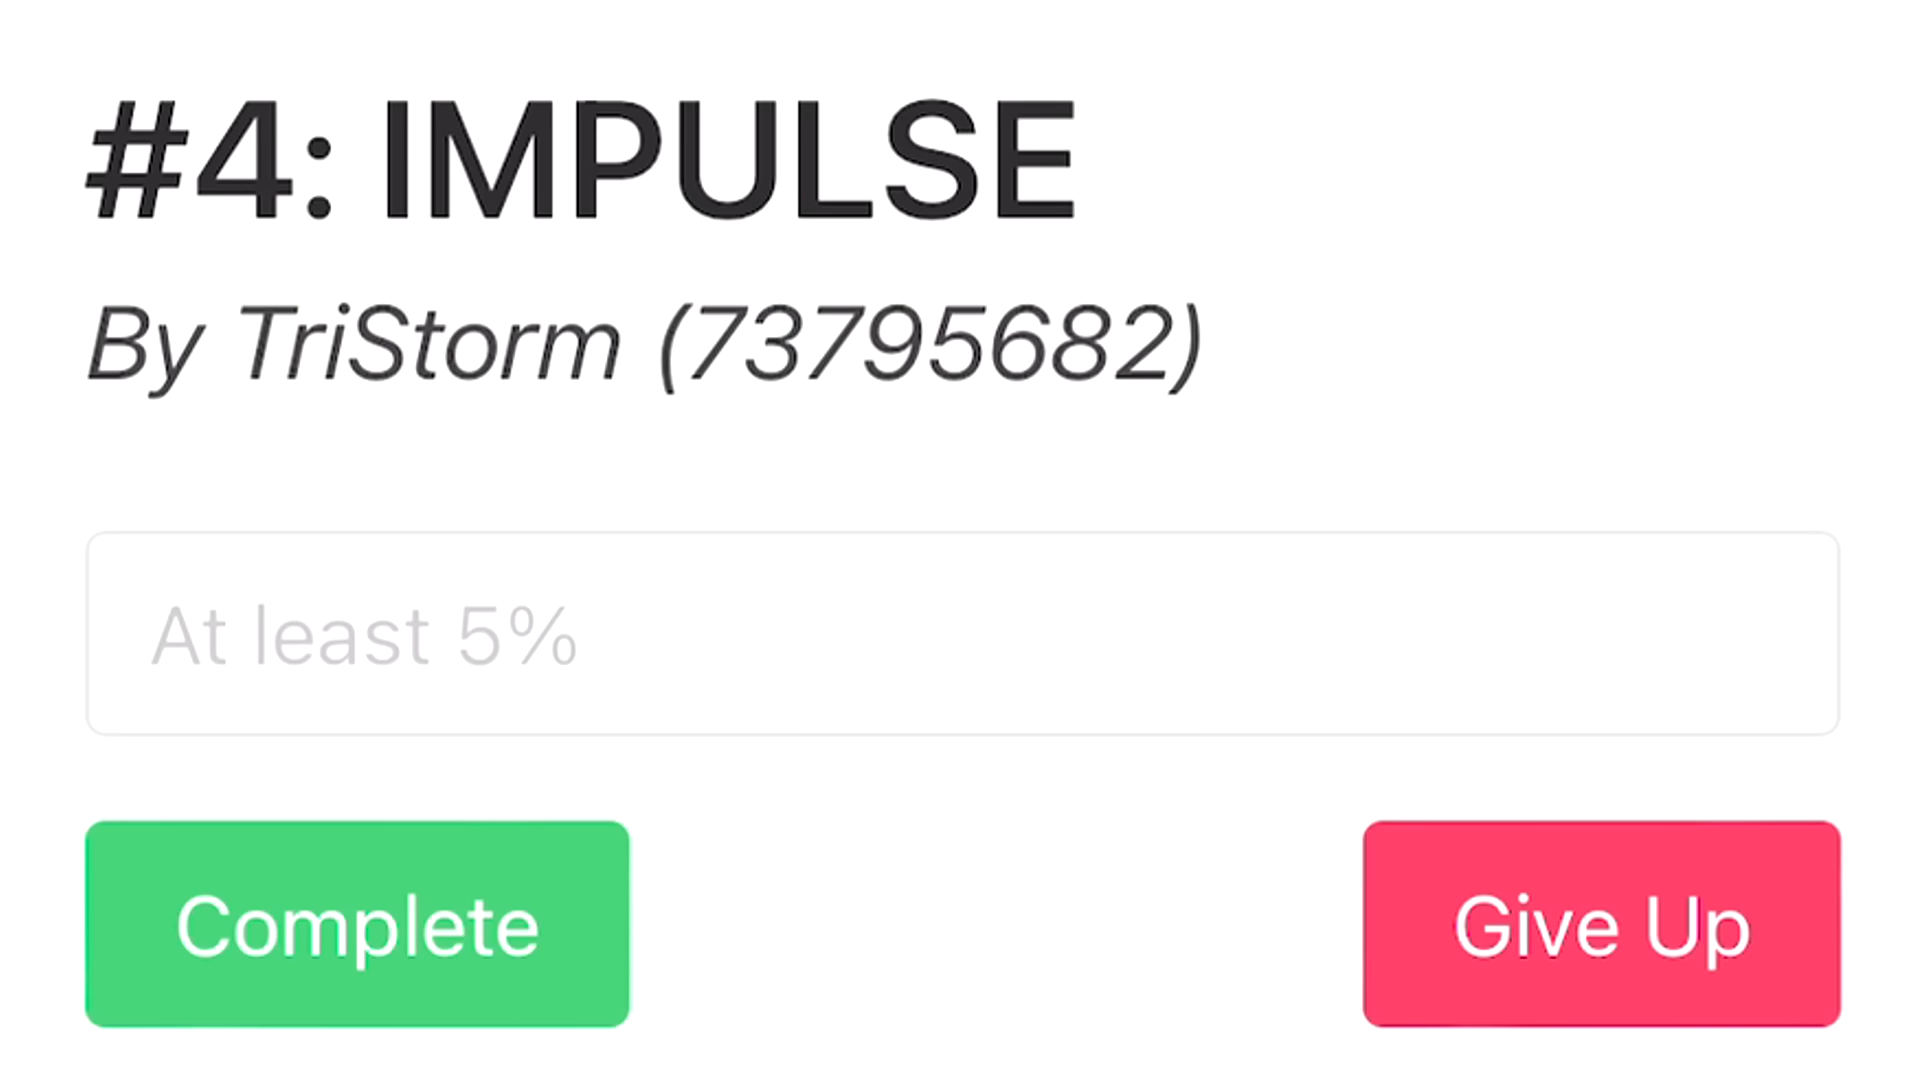 #4: IMPULSE
By TriStorm (73795682)
At least 5%
Complete
Give Up